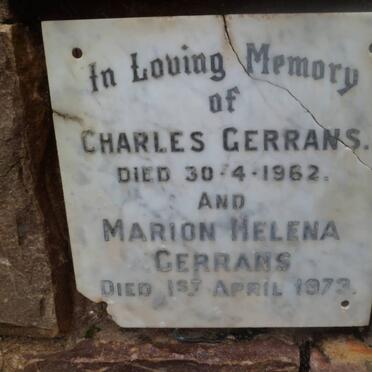 In Loving Memory
of
CHARLES GERRANS.
DIED 30-4-1962.
AND
MARION HELENA
GERRANS
DIED 1ST APRIL 1973.